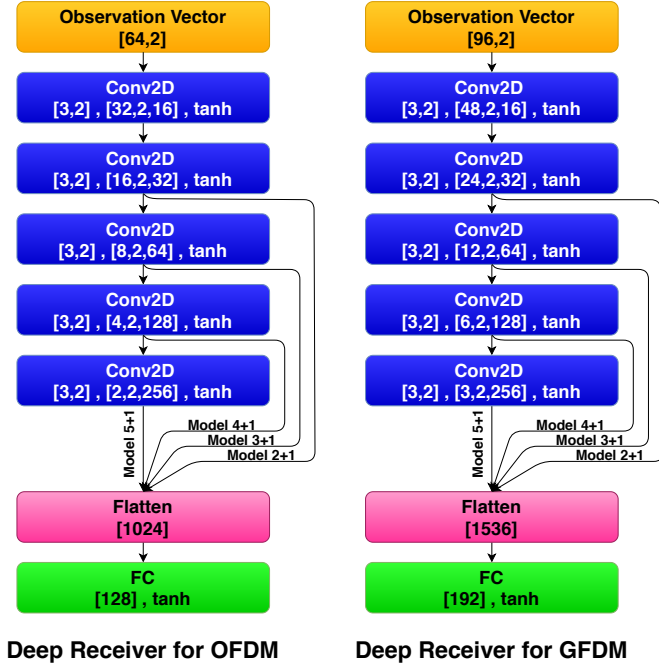 Observation Vector
[64,2]
Conv2D
[3,2] , [32,2,16] , tanh
Conv2D
[3,2] , [16,2,32] , tanh
Conv2D
[3,2] , [8,2,64] , tanh
Conv2D
[3,2] , [4,2,128] , tanh
Conv2D
[3,2] , [2,2,256] , tanh
Model 5+1
Model 4+1
Model 3+1
Model 2+1
Flatten
[1024]
FC
[128] , tanh
Deep Receiver for OFDM
Observation Vector
[96,2]
Conv2D
[3,2] , [48,2,16] , tanh
Conv2D
[3,2] , [24,2,32] , tanh
Conv2D
[3,2] , [12,2,64] , tanh
Conv2D
[3,2] , [6,2,128] , tanh
Conv2D
[3,2] , [3,2,256] , tanh
Model 5+1
Model 4+1
Model 3+1
Model 2+1
Flatten
[1536]
FC
[192] , tanh
Deep Receiver for GFDM